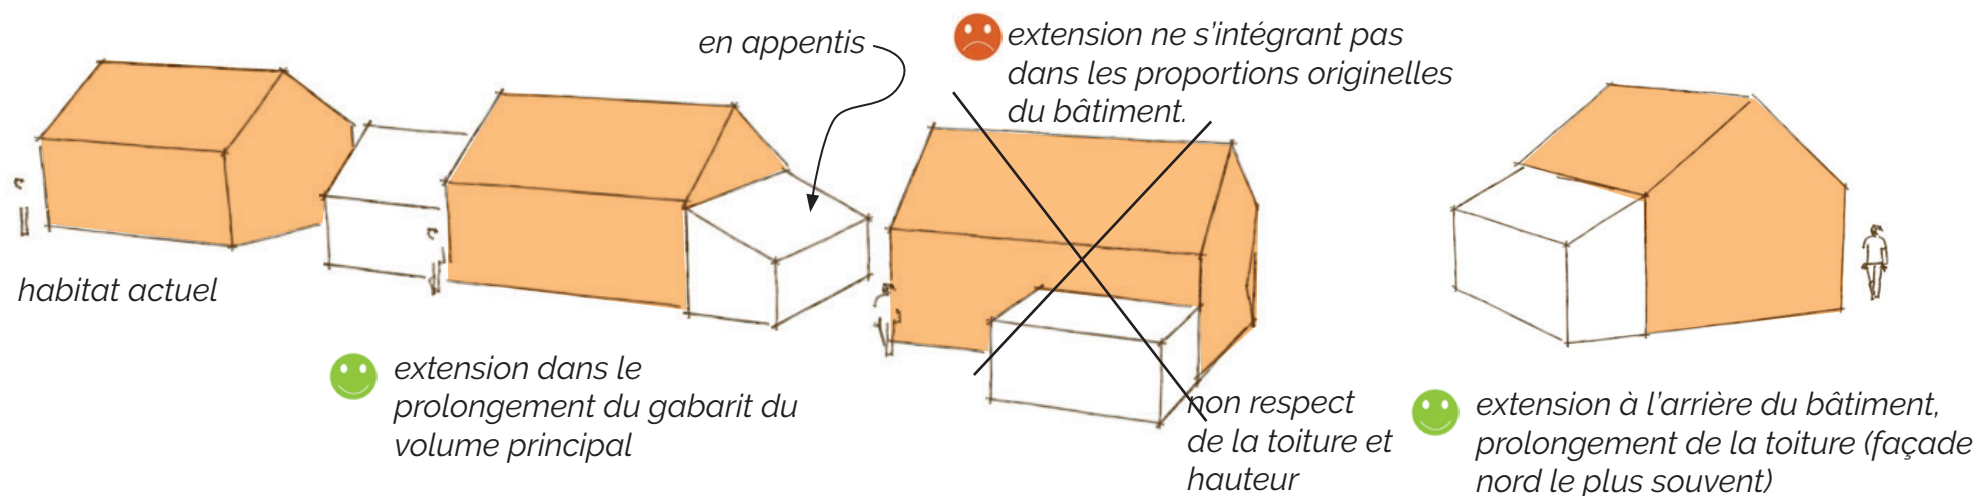 habitat actuel
extension dans le
prolongement du gabarit du
volume principal
en appentis
extension ne s'intégrant pas
dans les proportions originelles
du bâtiment.
non respect
de la toiture et
hauteur
extension à l'arrière du bâtiment,
prolongement de la toiture (façade
nord le plus souvent)